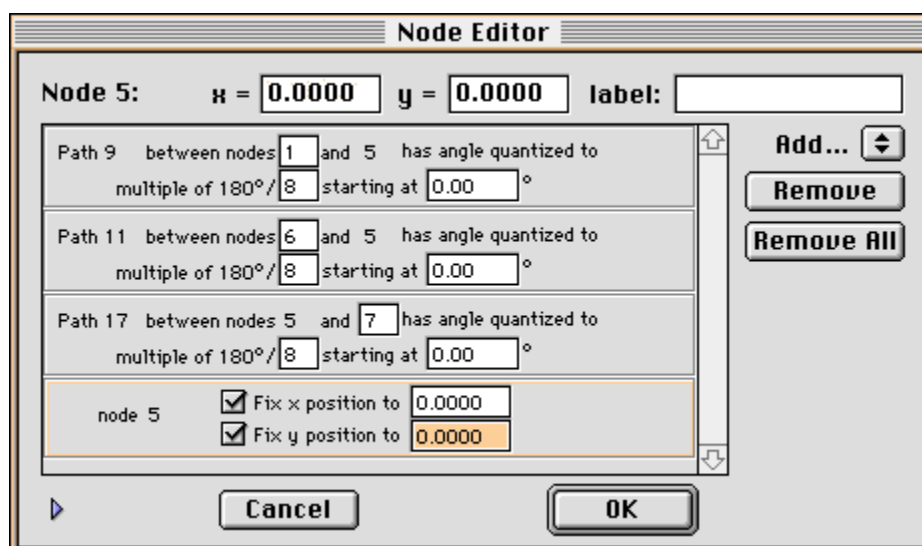 Node Editor
Node 5: x = 0.0000 y = 0.0000 label:
Path 9 between nodes 1 and 5 has angle quantized to
multiple of 180º/ 8 starting at 0.00 °
Path 11 between nodes 6 and 5 has angle quantized to
multiple of 180º/ 8 starting at 0.00 °
Path 17 between nodes 5 and 7 has angle quantized to
multiple of 180º/ 8 starting at 0.00 °
node 5
Fix x position to 0.0000
Fix y position to 0.0000
Add...
Remove
Remove All
Cancel OK